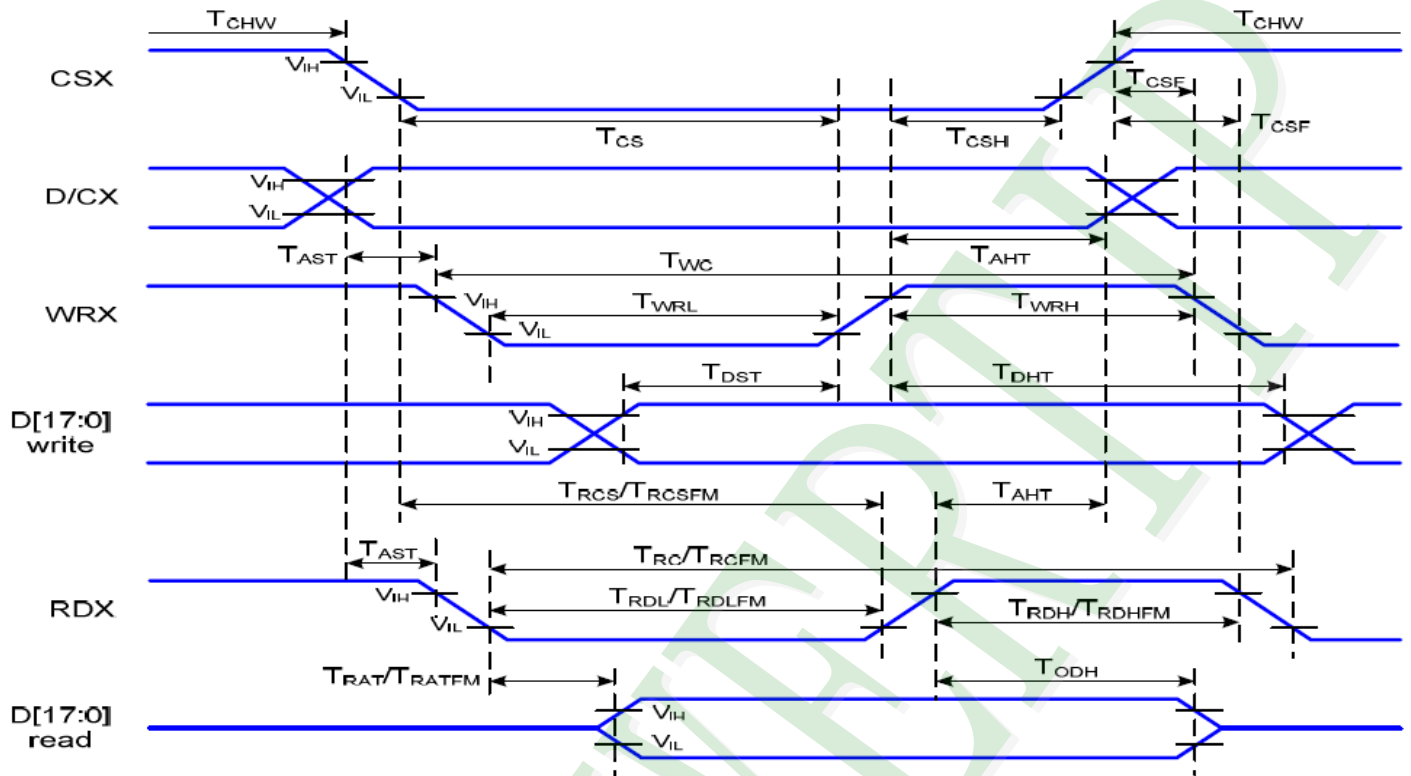 TCHW TCHW
VIH
CSX TCSF
VIL
TCS TCSH TCSF
VIH
D/CX
VIL
TAST TWC TAHT
VIH TWRL TWRH
WRX
VIL
TDST TDHT
D[17:0] VIH
write VIL
TRCS/TRCSFM TAHT
TAST TRC/TRCFM
VIH TRDL/TRDLFM TRDH/TRDHFM
RDX
VIL
TRAT/TRATFM TODH
D[17:0] VIH
read VIL